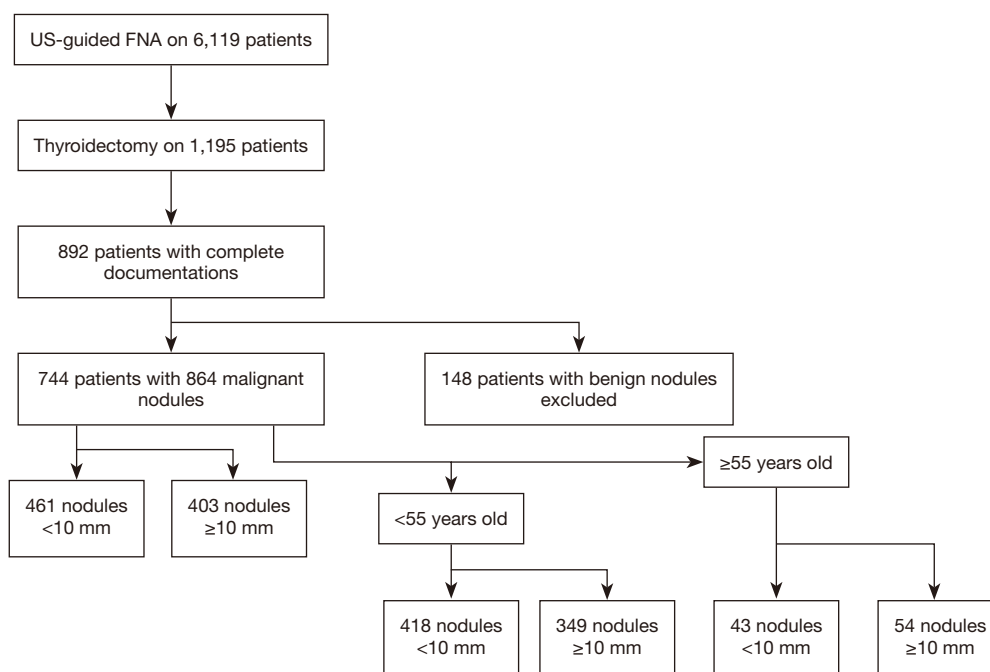 US-guided FNA on 6,119 patients
Thyroidectomy on 1,195 patients
892 patients with complete
documentations
744 patients with 864 malignant
nodules
148 patients with benign nodules
excluded
461 nodules
<10 mm
403 nodules
≥10 mm
<55 years old
≥55 years old
418 nodules
<10 mm
349 nodules
≥10 mm
43 nodules
<10 mm
54 nodules
≥10 mm